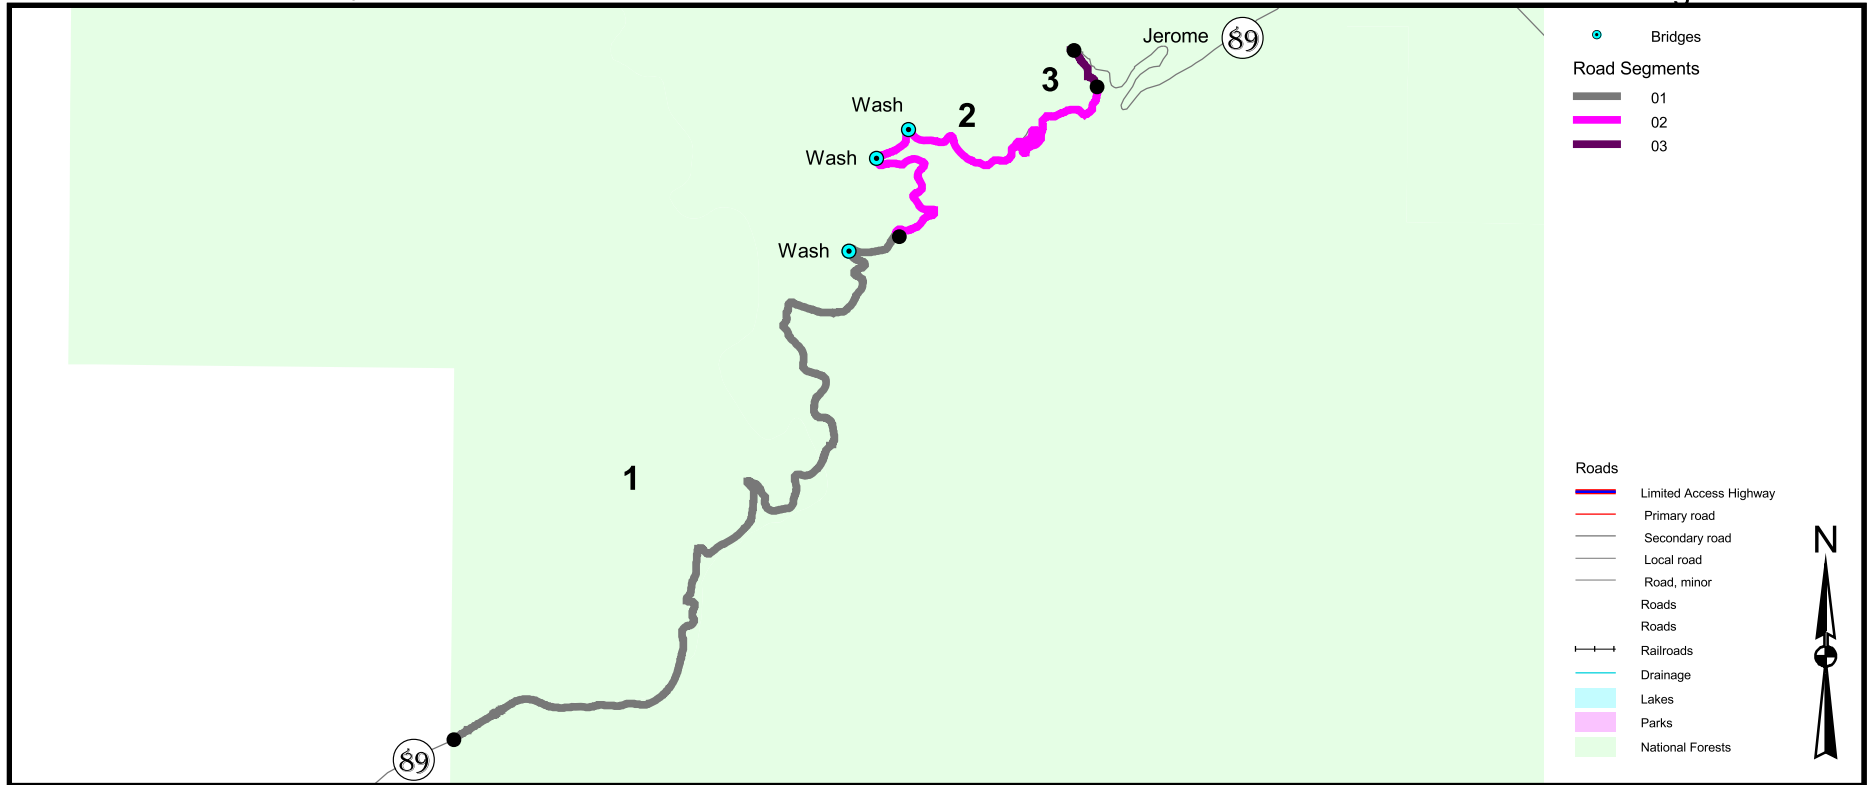 Jerome
89
Bridges
Road Segments
01
02
03
3
Wash
2
Wash
Wash
1
Roads
Limited Access Highway
Primary road
Secondary road
Local road
Road, minor
Roads
Roads
Railroads
Drainage
Lakes
Parks
National Forests
N
89